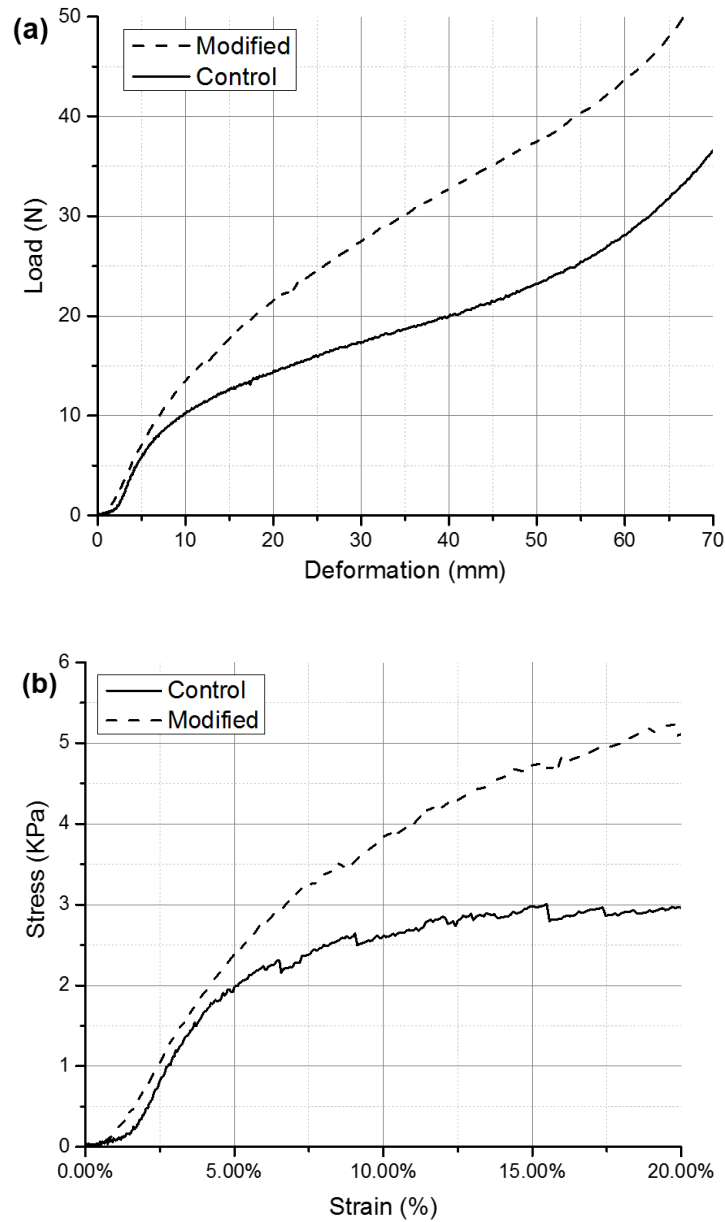 (a)
Modified
Control
50
40
30
20
10
0
Load (N)
0 10 20 30 40 50 60 70
Deformation (mm)
(b)
Control
Modified
6
5
4
3
2
1
0
Stress (KPa)
0.00% 5.00% 10.00% 15.00% 20.00%
Strain (%)